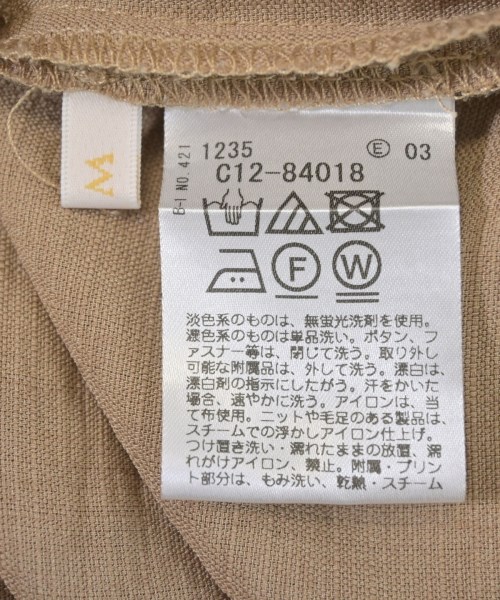 M
B-I NO.421
1235 Ⓔ 03
C12-84018
F W
淡色系のものは、無蛍光洗剤を使用。
濃色系のものは単品洗い。ボタン、フ
ァスナー等は、閉じて洗う。取り外し
可能な附属品は、外して洗う。漂白は、
漂白剤の指示にしたがう。汗をかいた
場合、速やかに洗う。アイロンは、当
て布使用。ニットや毛足のある製品は、
スチームでの浮かしアイロン仕上げ。
つけ置き洗い・濡れたままの放置、濡
れがけアイロン、禁止。附属・プリン
ト部分は、もみ洗い、乾熱・スチーム